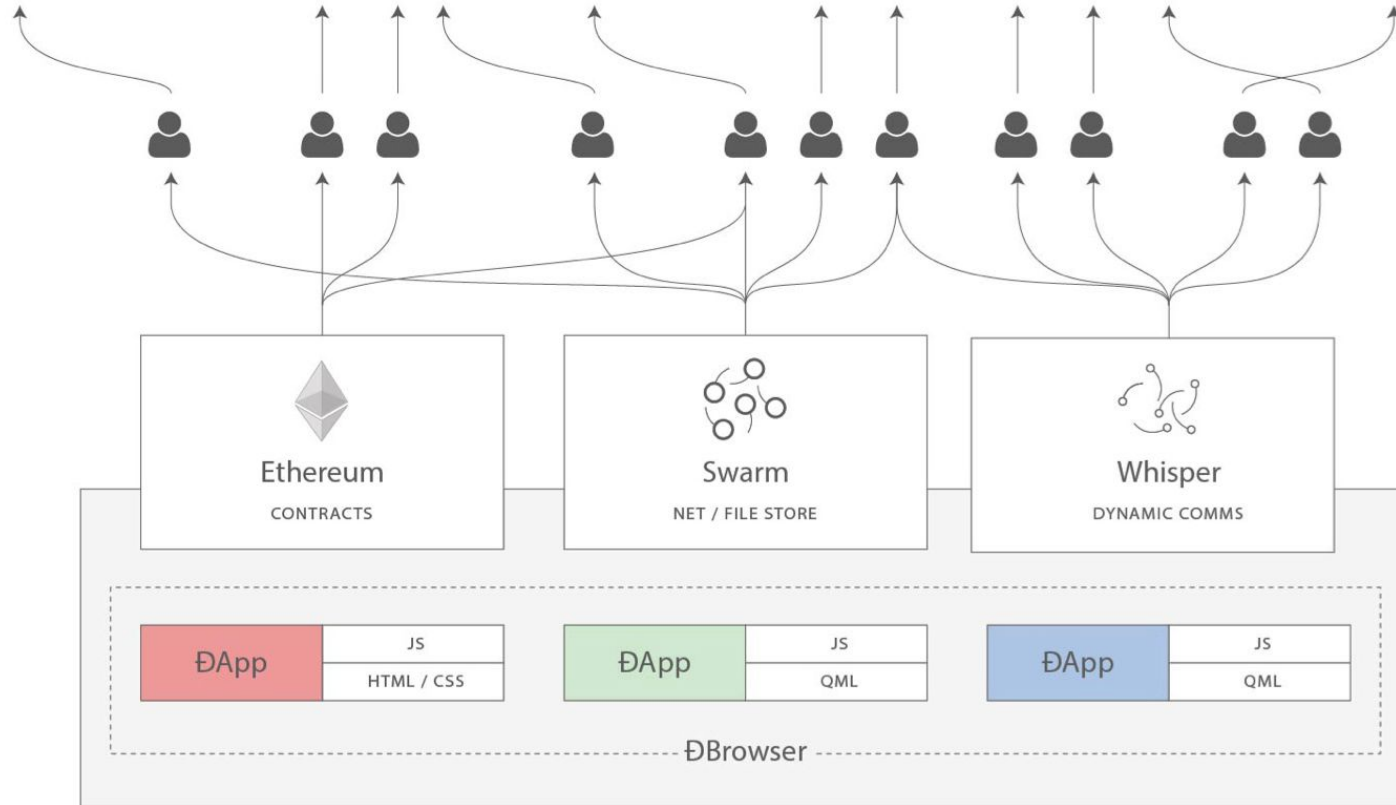 Ethereum
CONTRACTS
Swarm
NET / FILE STORE
Whisper
DYNAMIC COMMS
ĐApp
JS
HTML / CSS
ĐApp
JS
QML
ĐApp
JS
QML
ĐBrowser